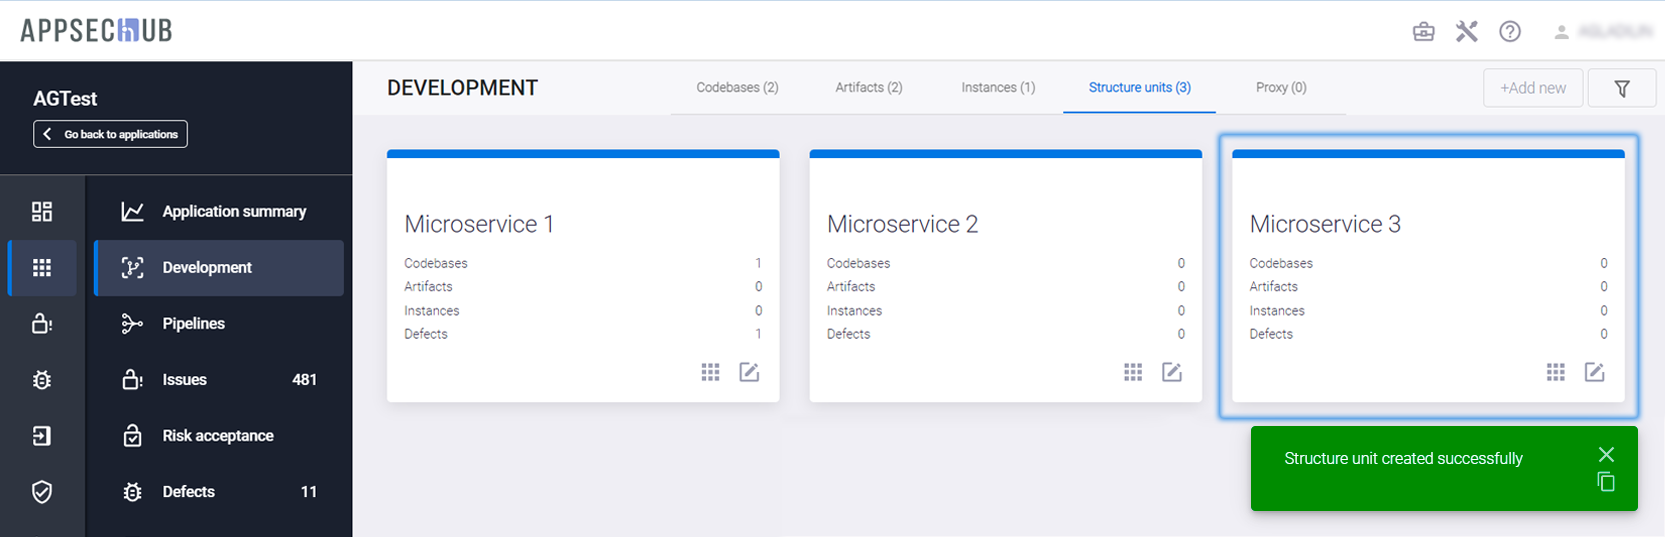 APPSECHUB
AGTest
Go back to applications
Application summary
Development
Pipelines
Issues 481
Risk acceptance
Defects 11
DEVELOPMENT
Codebases (2) Artifacts (2) Instances (1) Structure units (3) Proxy (0)
+Add new
Microservice 1
Codebases 1
Artifacts 0
Instances 0
Defects 1
Microservice 2
Codebases 0
Artifacts 0
Instances 0
Defects 0
Microservice 3
Codebases 0
Artifacts 0
Instances 0
Defects 0
Structure unit created successfully